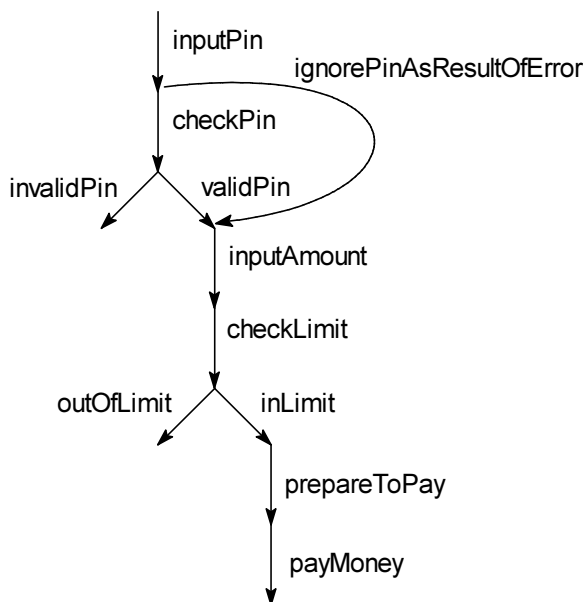 inputPin
ignorePinAsResultOfError
checkPin
invalidPin
validPin
inputAmount
checkLimit
outOfLimit
inLimit
prepareToPay
payMoney